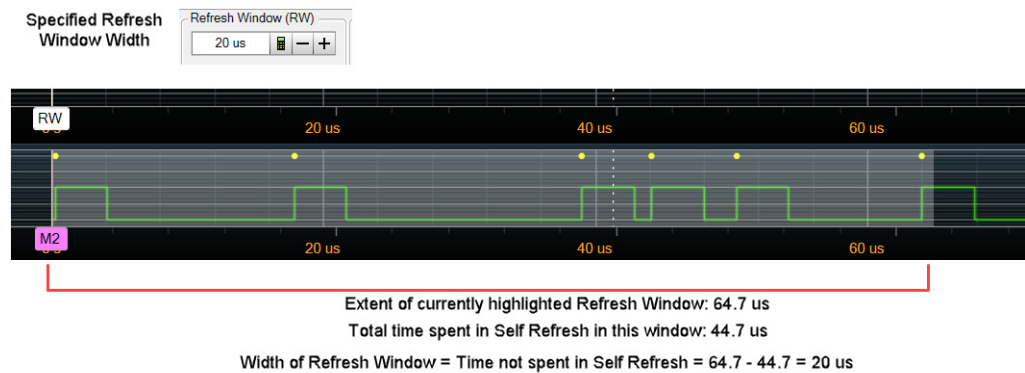 Specified Refresh
Window Width
Refresh Window (RW)
20 us
RW
20 us
40 us
60 us
M2
20 us
40 us
60 us
Extent of currently highlighted Refresh Window: 64.7 us
Total time spent in Self Refresh in this window: 44.7 us
Width of Refresh Window = Time not spent in Self Refresh = 64.7 - 44.7 = 20 us